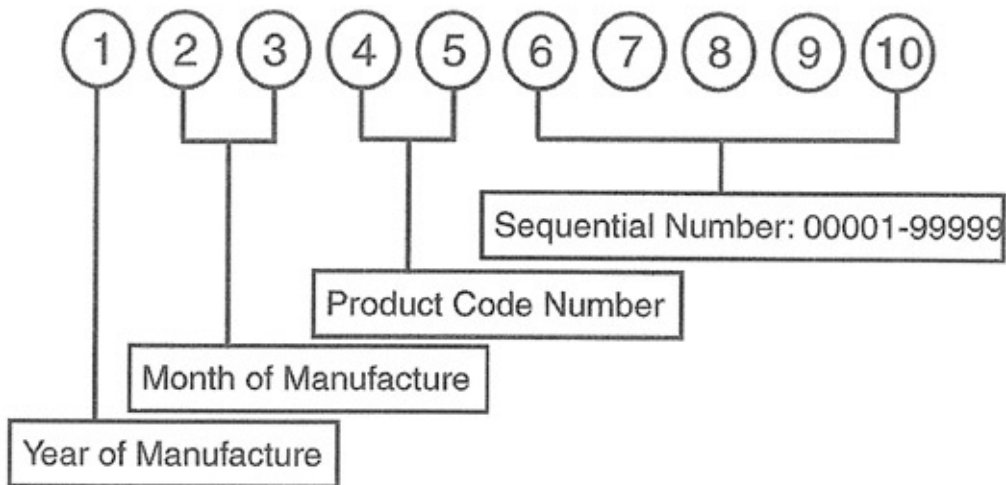 1 2 3 4 5 6 7 8 9 10
Sequential Number: 00001-99999
Product Code Number
Month of Manufacture
Year of Manufacture